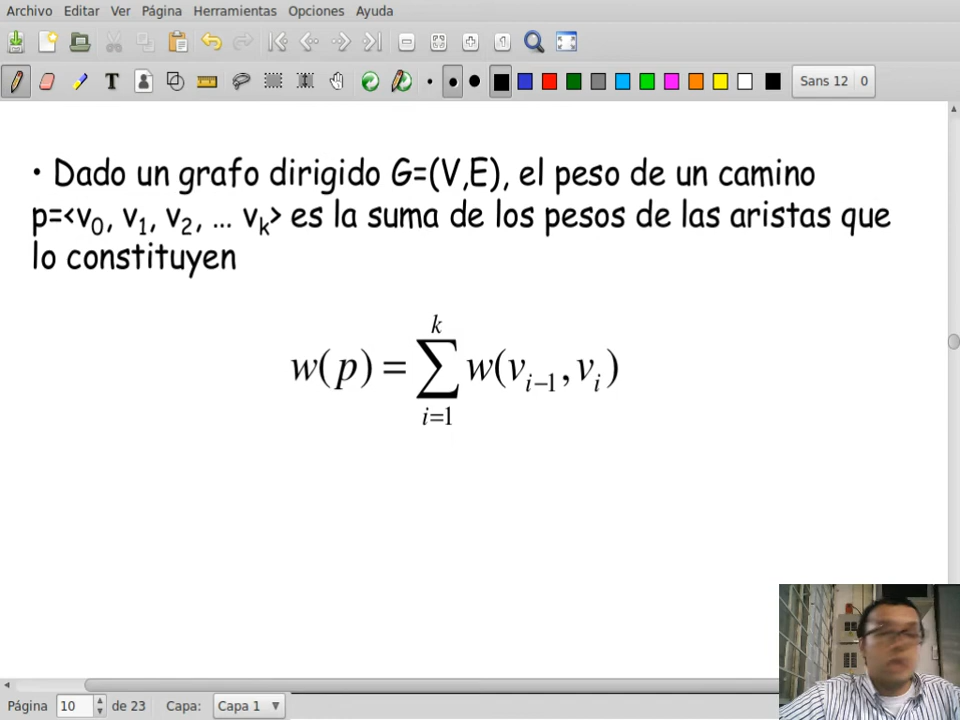 Archivo Editar Ver Página Herramientas Opciones Ayuda
T Sans 12 0
• Dado un grafo dirigido G=(V,E), el peso de un camino
p=<v0, v1, v2, ... vk> es la suma de los pesos de las aristas que
lo constituyen
w(p) = ∑_{i=1}^{k} w(v_{i−1}, v_i)
Página 10 de 23 Capa: Capa 1